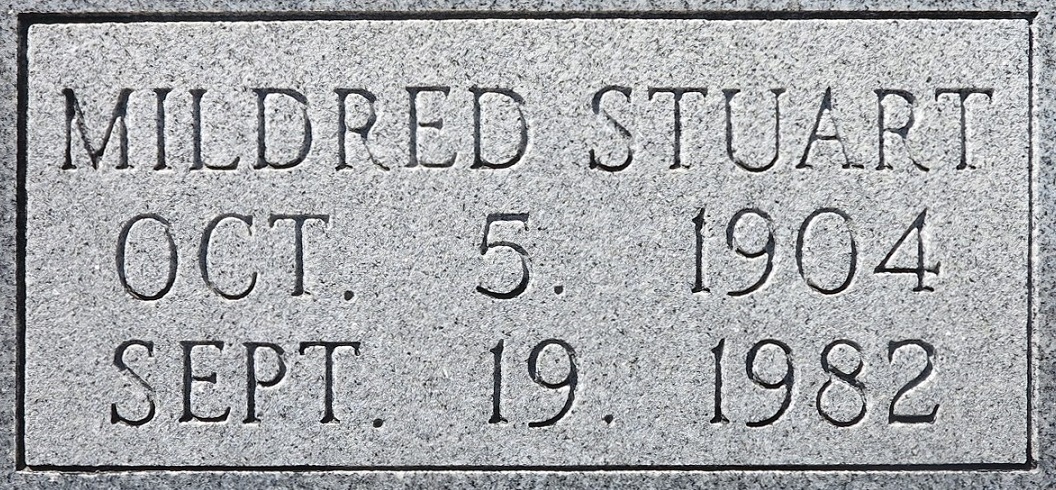 MILDRED STUART
OCT. 5. 1904
SEPT. 19. 1982